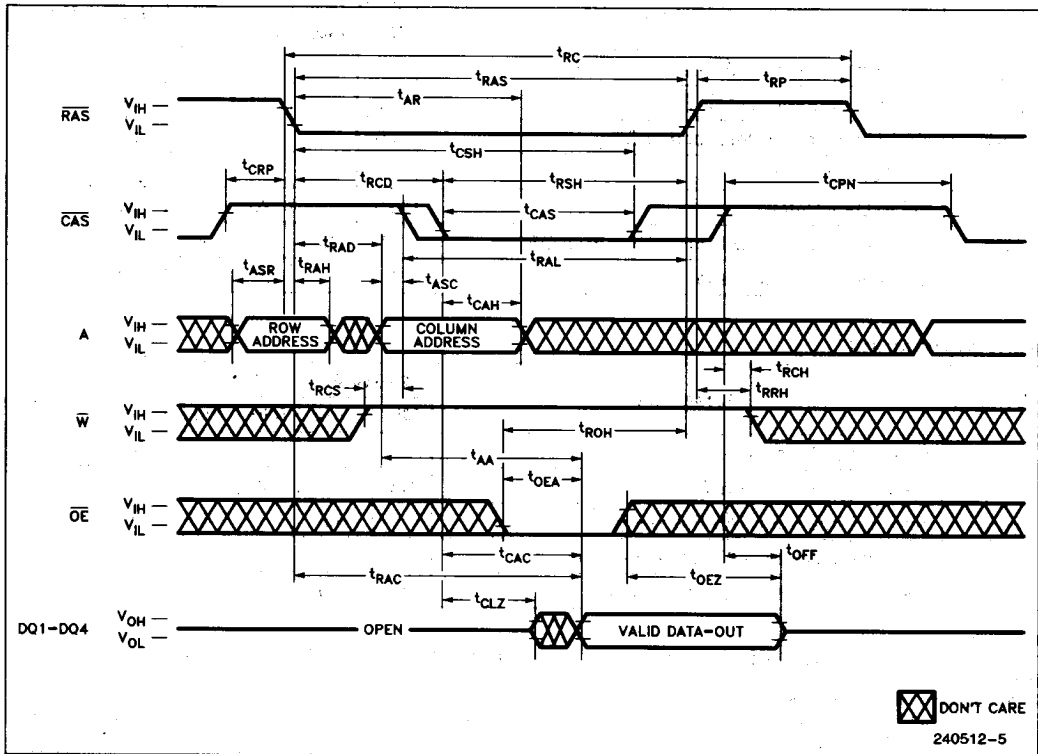 tRC
tRAS
tRP
tAR
RAS
VIH
VIL
tCSH
tCRP
tRCD
tRSH
tCPN
CAS
VIH
VIL
tCAS
tRAD
tRAL
tASR
tRAH
tASC
tCAH
A
VIH
VIL
ROW
ADDRESS
COLUMN
ADDRESS
tRCH
tRCS
tRRH
W
VIH
VIL
tROH
tAA
tOEA
OE
VIH
VIL
tCAC
tOFF
tRAC
tOEZ
tCLZ
DQ1-DQ4
VOH
VOL
OPEN
VALID DATA-OUT
DON'T CARE
240512-5